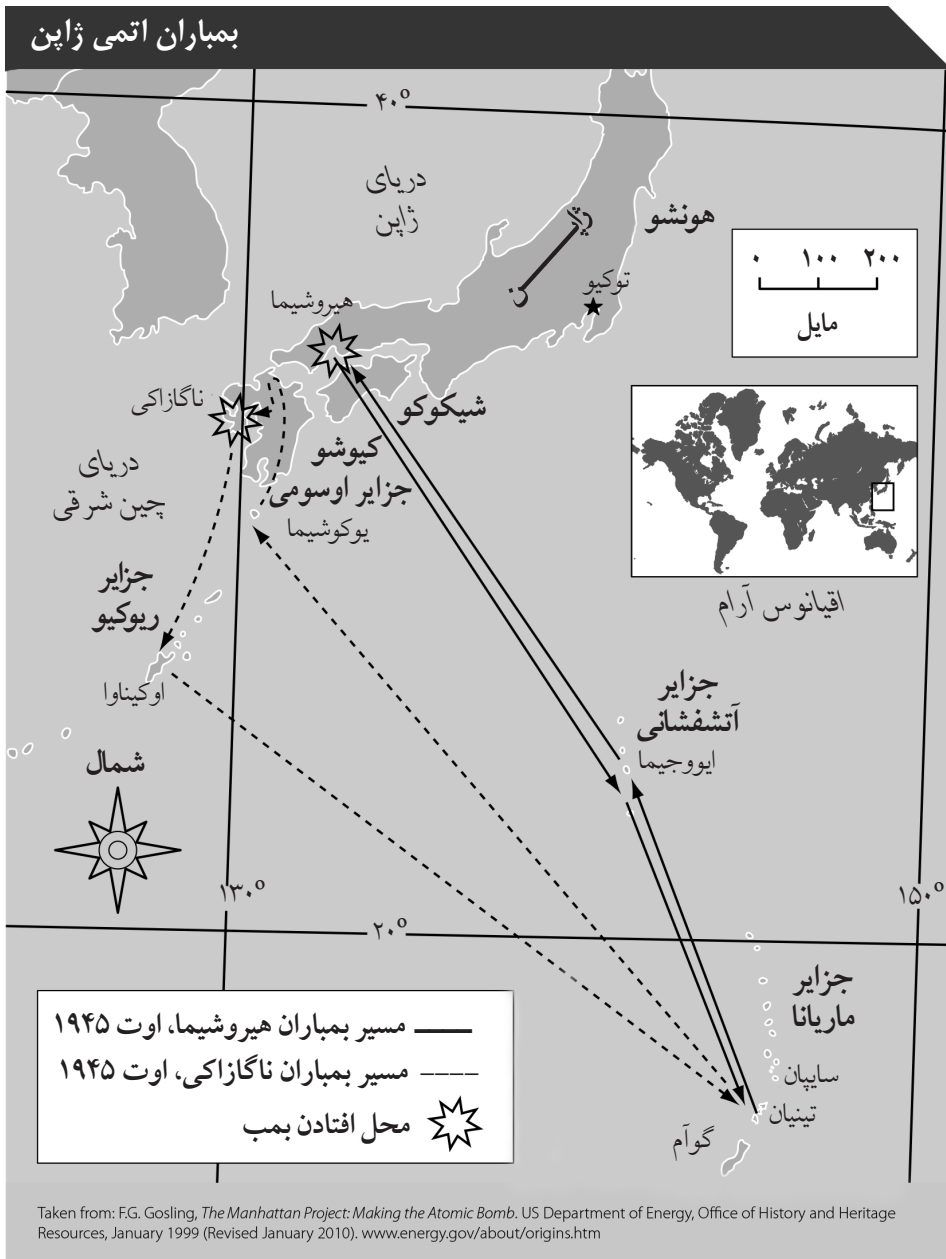 بمباران اتمی ژاپن
۴۰°
دریای
ژاپن
هونشو
ژاپن
توکیو
۰ ۱۰۰ ۲۰۰
مایل
هیروشیما
ناگازاکی
شیکوکو
کیوشو
جزایر اوسومی
یوکوشیما
دریای
چین شرقی
جزایر
ریوکیو
اوکیناوا
اقیانوس آرام
جزایر
آتشفشانی
ایووجیما
شمال
۱۳۰°
۱۵۰°
۲۰°
جزایر
ماریانا
سایپان
تینیان
گوآم
مسیر بمباران هیروشیما، اوت ۱۹۴۵
مسیر بمباران ناگازاکی، اوت ۱۹۴۵
محل افتادن بمب
Taken from: F.G. Gosling, The Manhattan Project: Making the Atomic Bomb. US Department of Energy, Office of History and Heritage
Resources, January 1999 (Revised January 2010). www.energy.gov/about/origins.htm